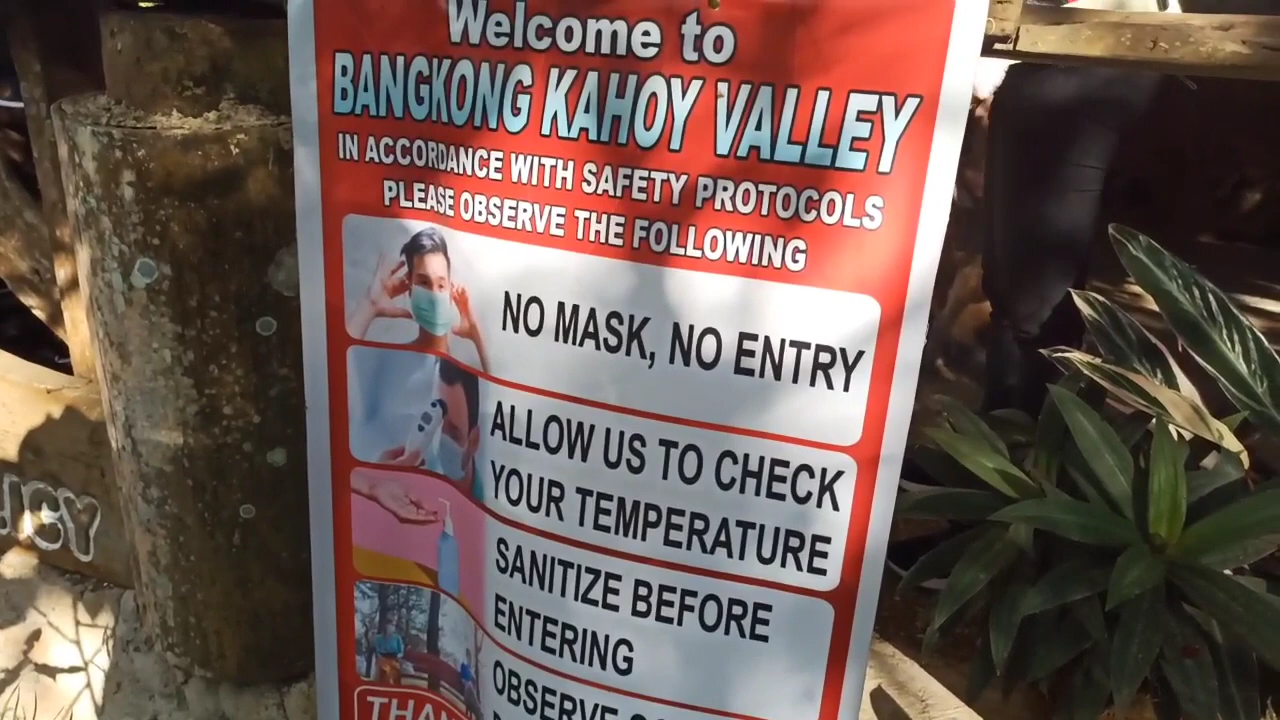 Welcome to
BANGKONG KAHOY VALLEY
IN ACCORDANCE WITH SAFETY PROTOCOLS
PLEASE OBSERVE THE FOLLOWING
NO MASK, NO ENTRY
ALLOW US TO CHECK
YOUR TEMPERATURE
SANITIZE BEFORE
ENTERING
OBSERVE